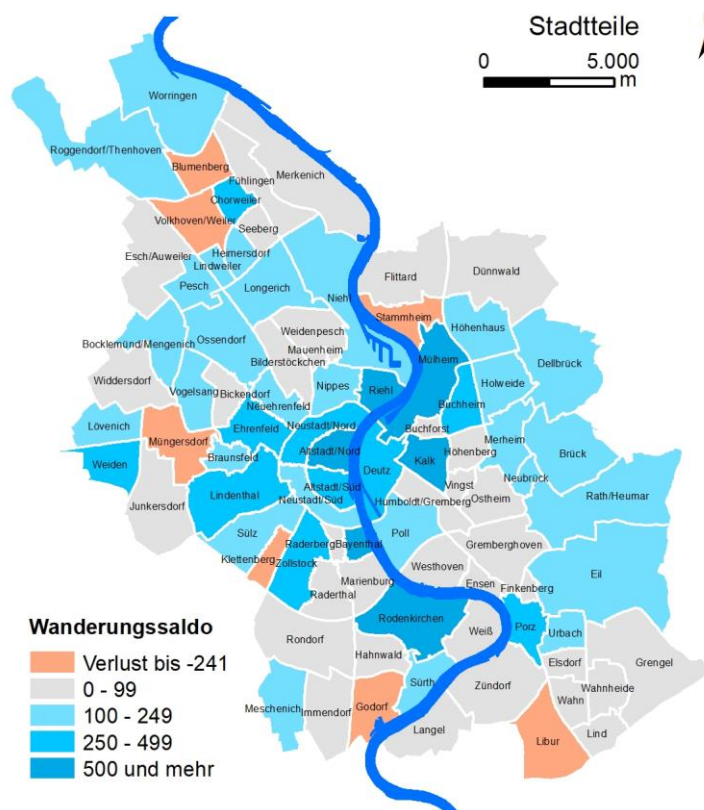 Stadtteile
0 5.000
m
Worringen
Roggendorf/Thenhoven
Blumenberg
Fühlingen
Merkenich
Chorweiler
Volkhoven/Weiler
Seeberg
Esch/Auweiler
Heimersdorf
Lindweiler
Pesch
Longerich
Niehl
Flittard
Dünnwald
Stammheim
Höhenhaus
Bocklemünd/Mengenich
Ossendorf
Weidenpesch
Mauenheim
Bilderstöckchen
Mülheim
Dellbrück
Widdersdorf
Vogelsang
Bickendorf
Nippes
Riehl
Buchheim
Holweide
Neuehrenfeld
Lövenich
Ehrenfeld
Neustadt/Nord
Buchforst
Müngersdorf
Altstadt/Nord
Kalk
Höhenberg
Merheim
Brück
Weiden
Braunsfeld
Deutz
Vingst
Neubrück
Junkersdorf
Lindenthal
Altstadt/Süd
Neustadt/Süd
Humboldt/Gremberg
Ostheim
Rath/Heumar
Sülz
Raderberg
Bayenthal
Poll
Gremberghoven
Klettenberg
Zollstock
Marienburg
Westhoven
Ensen
Finkenberg
Eil
Raderthal
Rodenkirchen
Porz
Urbach
Rondorf
Weiß
Hahnwald
Elsdorf
Grengel
Sürth
Zündorf
Wahn
Wahnheide
Meschenich
Immendorf
Godorf
Langel
Libur
Lind
Wanderungssaldo
Verlust bis -241
0 - 99
100 - 249
250 - 499
500 und mehr